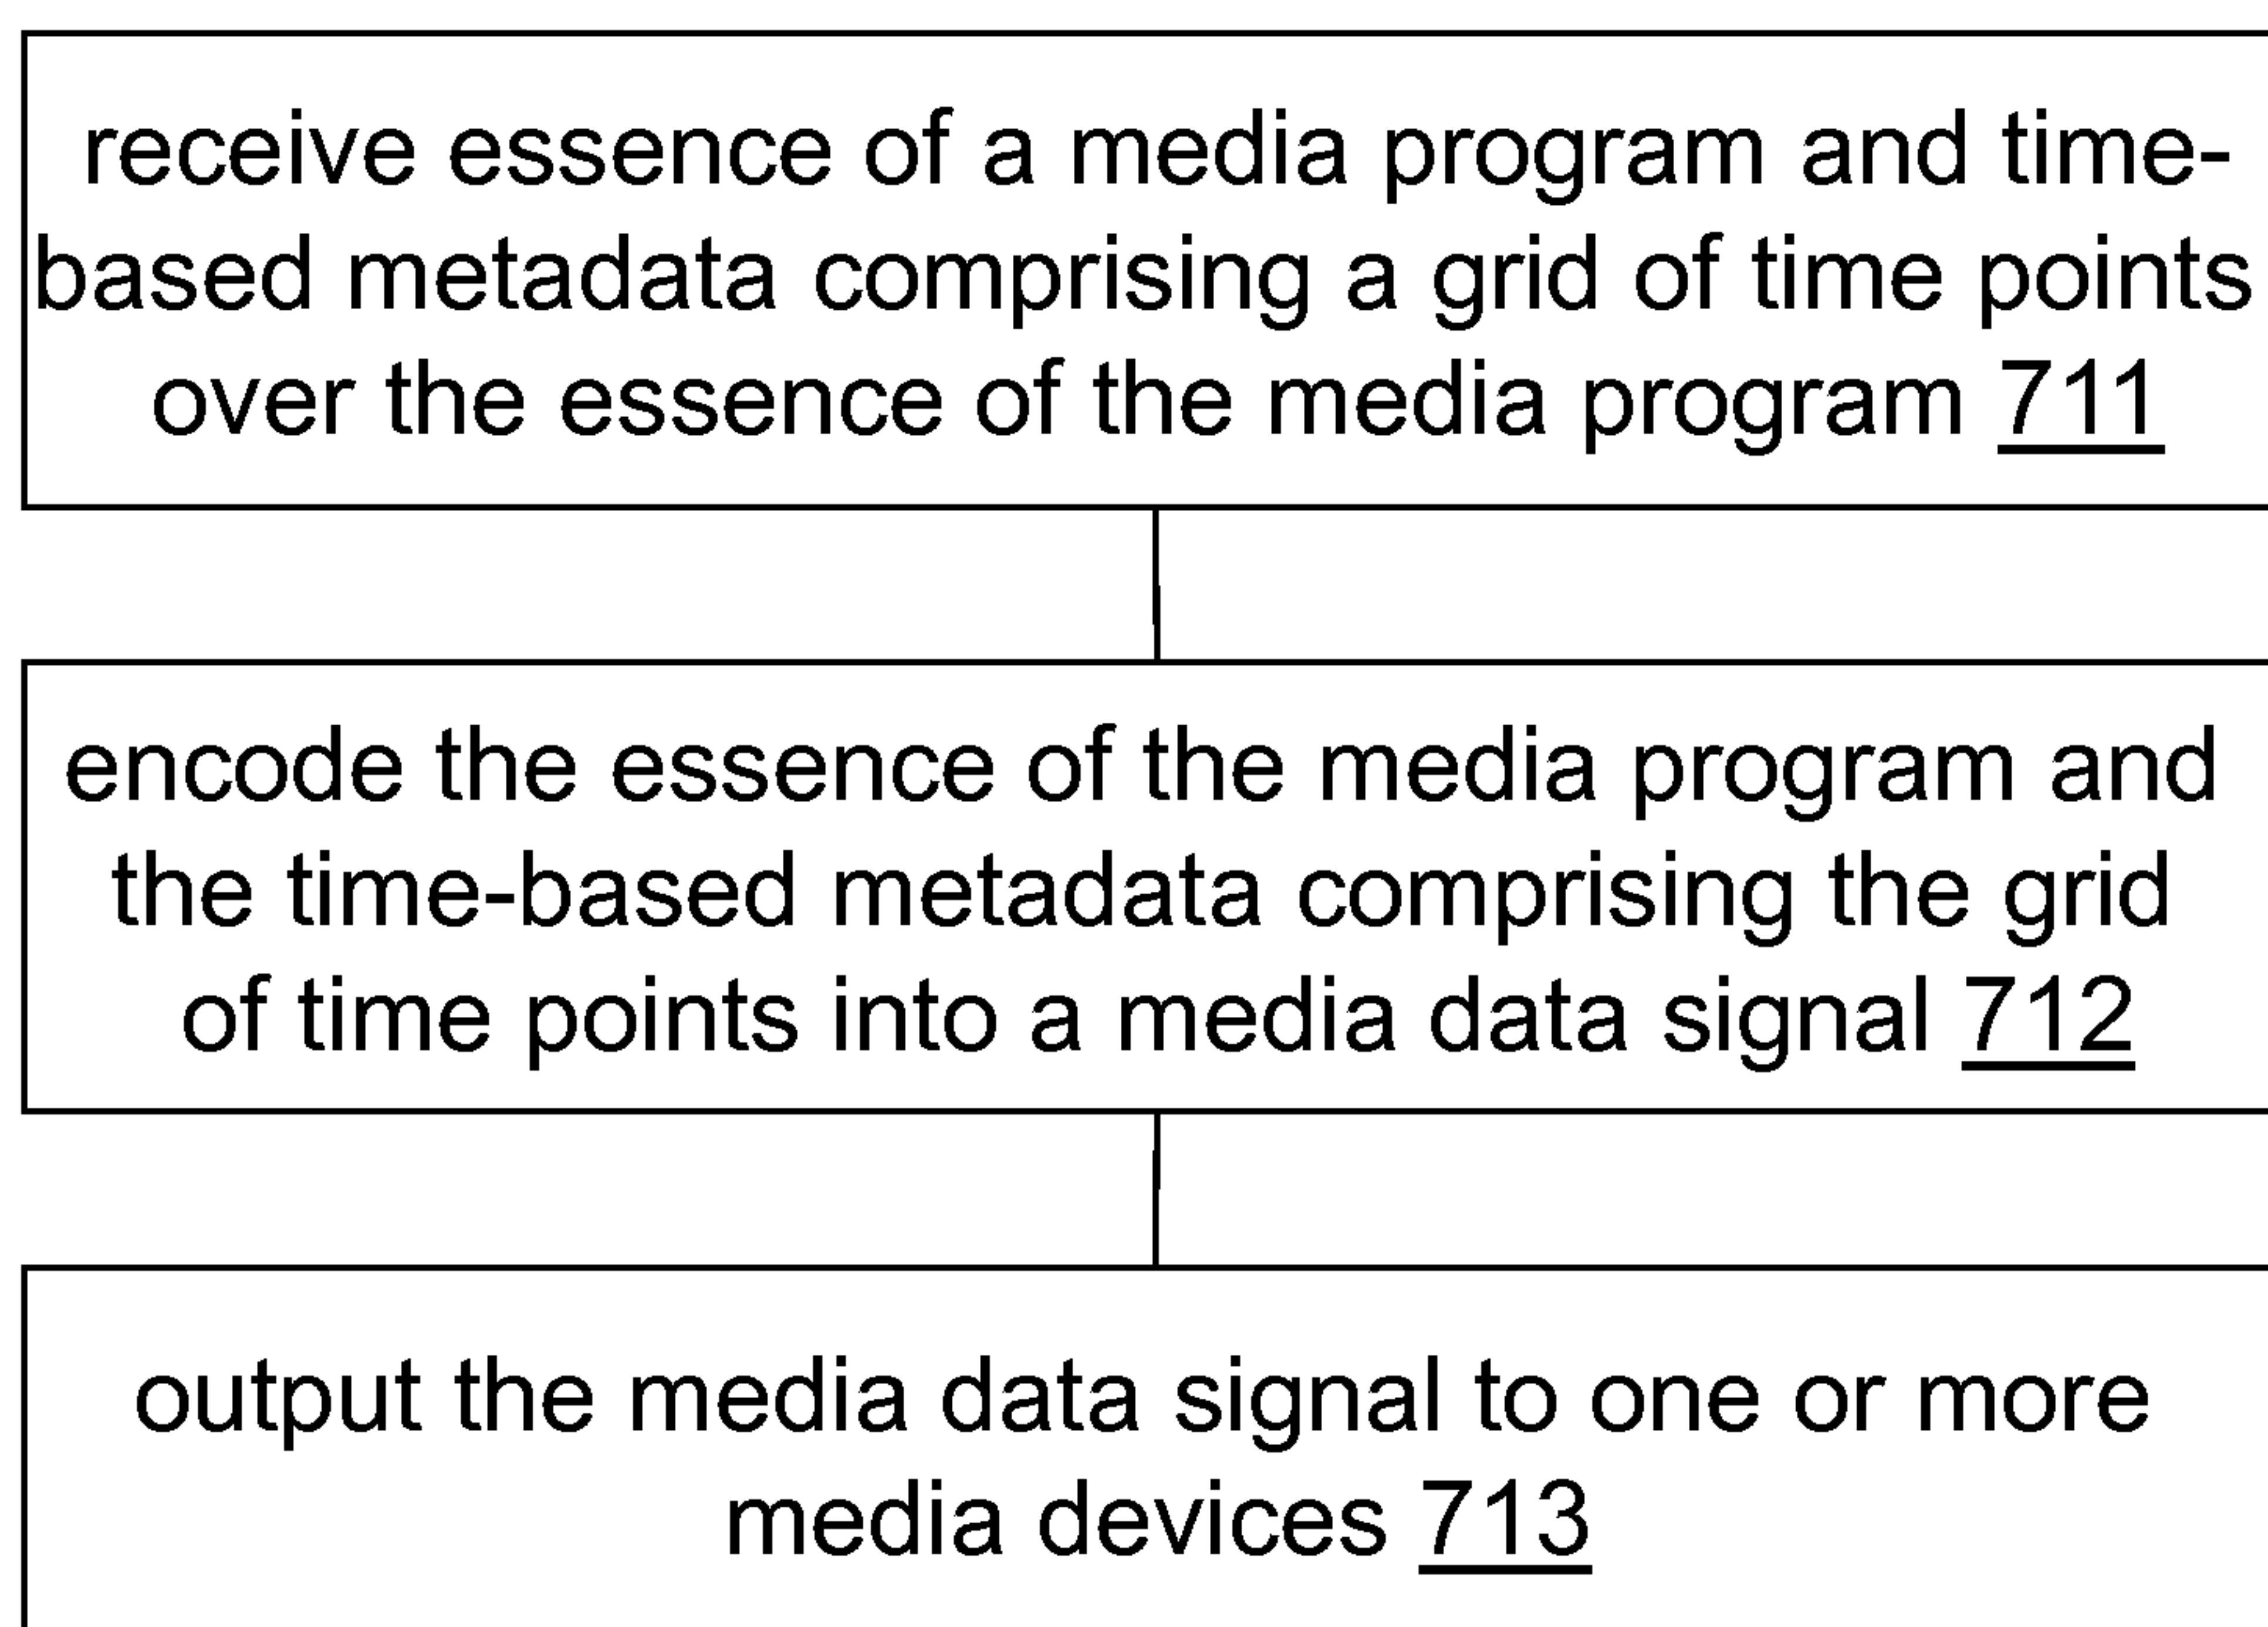 receive essence of a media program and time-
based metadata comprising a grid of time points
over the essence of the media program 711
encode the essence of the media program and
the time-based metadata comprising the grid
of time points into a media data signal 712
output the media data signal to one or more
media devices 713